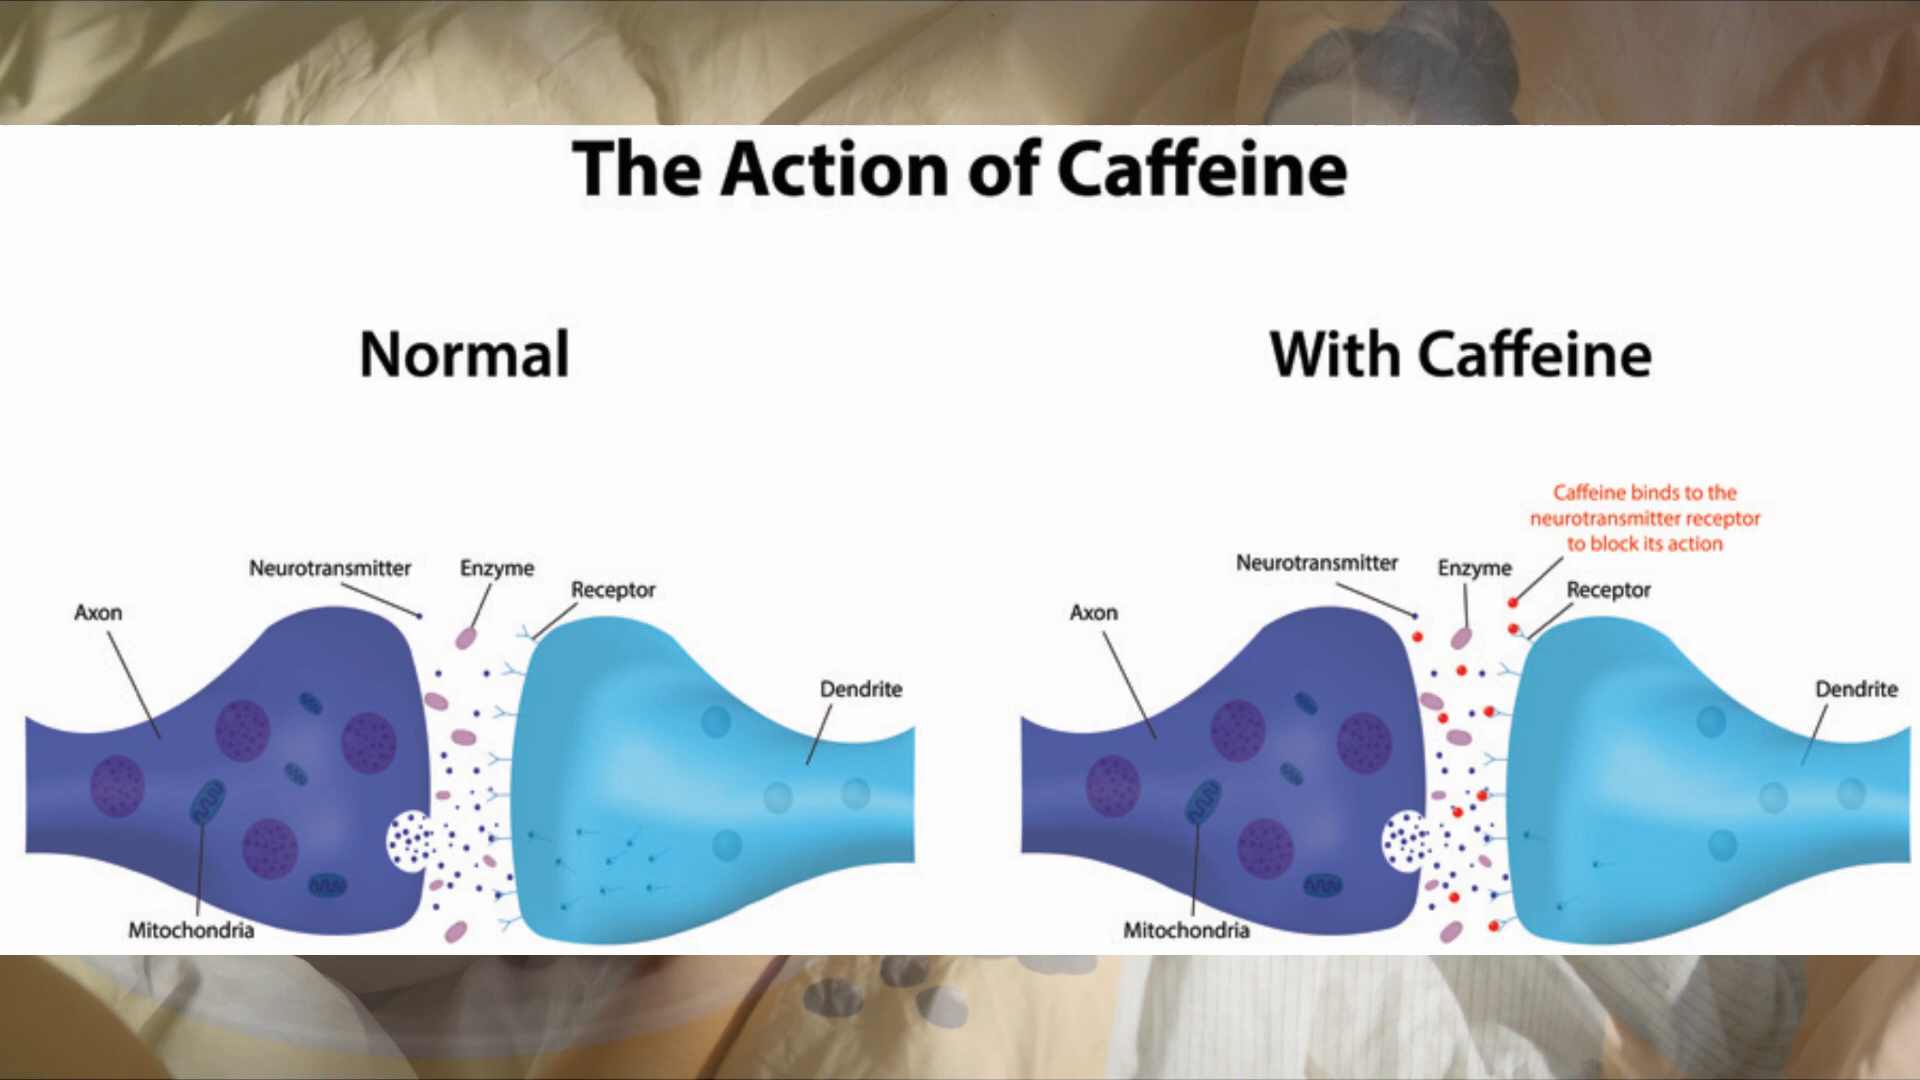 The Action of Caffeine
Normal
With Caffeine
Neurotransmitter
Enzyme
Receptor
Axon
Dendrite
Mitochondria
Caffeine binds to the
neurotransmitter receptor
to block its action
Neurotransmitter
Enzyme
Receptor
Axon
Dendrite
Mitochondria